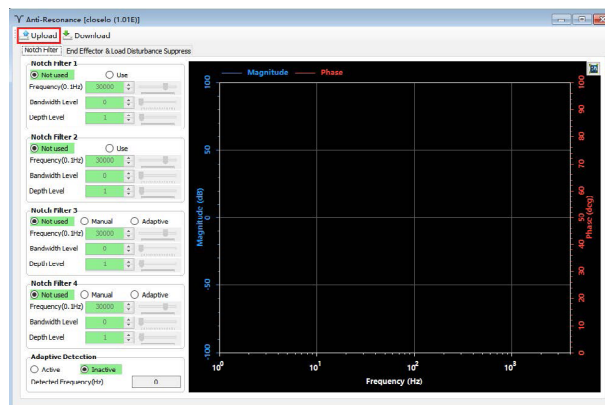 Anti-Resonance [closelo (1.01E)]
Upload Download
Notch Filter End Effector & Load Disturbance Suppress
Notch Filter 1
Not used Use
Frequency(0.1Hz) 30000
Bandwidth Level 0
Depth Level 1
Notch Filter 2
Not used Use
Frequency(0.1Hz) 30000
Bandwidth Level 0
Depth Level 1
Notch Filter 3
Not used Manual Adaptive
Frequency(0.1Hz) 30000
Bandwidth Level 0
Depth Level 1
Notch Filter 4
Not used Manual Adaptive
Frequency(0.1Hz) 30000
Bandwidth Level 0
Depth Level 1
Adaptive Detection
Active Inactive
Detected Frequency(Hz) 0
Magnitude Phase
Magnitude (dB)
100
50
0
-50
-100
Phase (deg)
100
90
80
70
60
50
40
30
20
10
0
10⁰ 10¹ 10² 10³
Frequency (Hz)